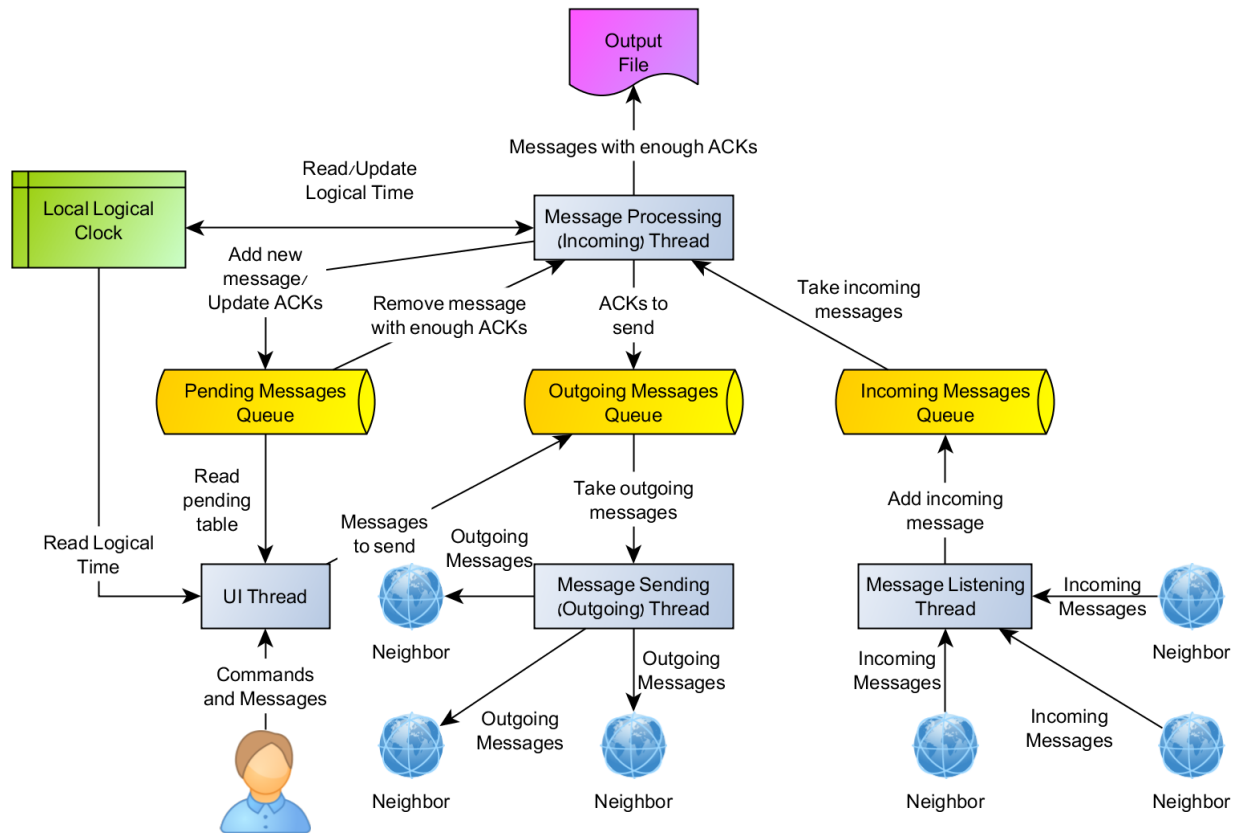 Output
File
Messages with enough ACKs
Read/Update
Logical Time
Local Logical
Clock
Message Processing
(Incoming) Thread
Add new
message/
Update ACKs
Remove message
with enough ACKs
ACKs to
send
Take incoming
messages
Pending Messages
Queue
Outgoing Messages
Queue
Incoming Messages
Queue
Read
pending
table
Messages
to send
Take outgoing
messages
Add incoming
message
Read Logical
Time
Outgoing
Messages
UI Thread
Message Sending
(Outgoing) Thread
Message Listening
Thread
Incoming
Messages
Neighbor
Neighbor
Commands
and Messages
Outgoing
Messages
Incoming
Messages
Outgoing
Messages
Incoming
Messages
Neighbor
Neighbor
Neighbor
Neighbor